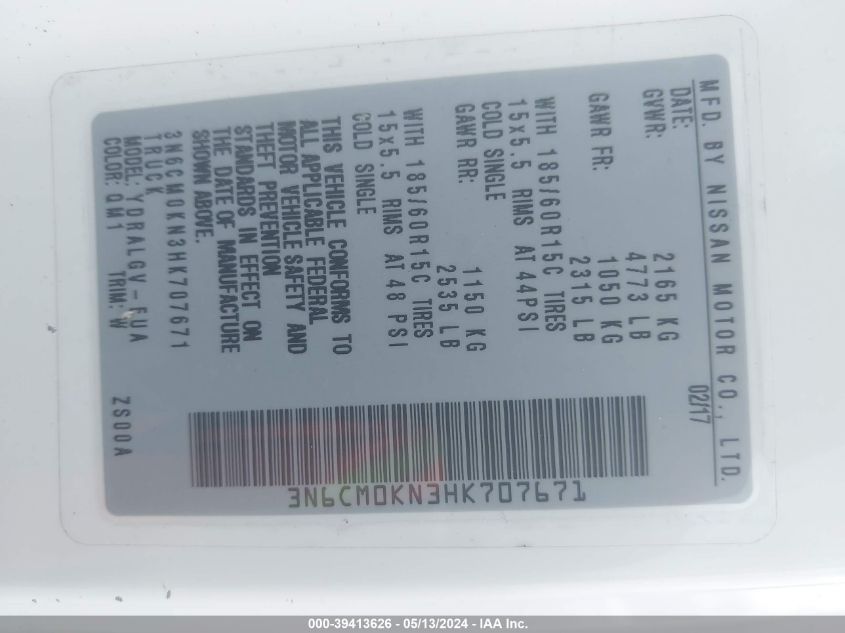 MFD. BY NISSAN MOTOR CO., LTD.
DATE: 02/17
GVWR: 2165 KG
4773 LB
GAWR FR: 1050 KG
2315 LB
WITH 185/60R15C TIRES
15x5.5 RIMS AT 44PSI
COLD SINGLE
GAWR RR: 1150 KG
2535 LB
WITH 185/60R15C TIRES
15x5.5 RIMS AT 48 PSI
COLD SINGLE
THIS VEHICLE CONFORMS TO
ALL APPLICABLE FEDERAL
MOTOR VEHICLE SAFETY AND
THEFT PREVENTION
STANDARDS IN EFFECT ON
THE DATE OF MANUFACTURE
SHOWN ABOVE.
3N6CM0KN3HK707671
TRUCK
MODEL: YDRALGV-EUA
COLOR: QM1 TRIM: W ZS00A
3N6CM0KN3HK707671
000-39413626 - 05/13/2024 - IAA Inc.